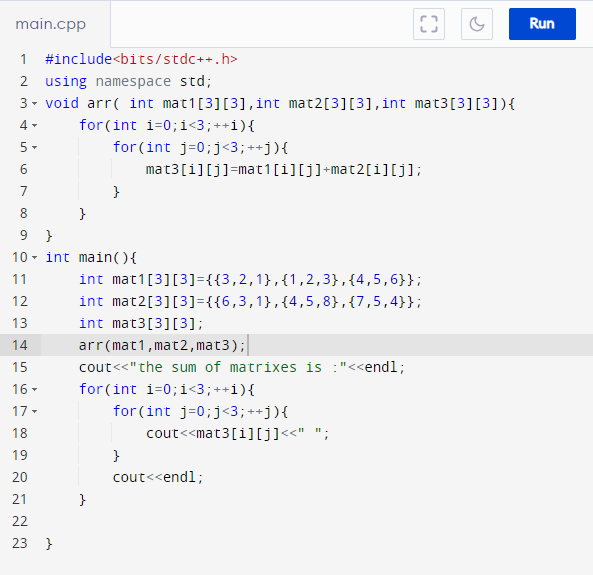 main.cpp Run
1 #include<bits/stdc++.h>
2 using namespace std;
3 void arr( int mat1[3][3],int mat2[3][3],int mat3[3][3]){
4     for(int i=0;i<3;++i){
5         for(int j=0;j<3;++j){
6             mat3[i][j]=mat1[i][j]+mat2[i][j];
7         }
8     }
9 }
10 int main(){
11     int mat1[3][3]={{3,2,1},{1,2,3},{4,5,6}};
12     int mat2[3][3]={{6,3,1},{4,5,8},{7,5,4}};
13     int mat3[3][3];
14     arr(mat1,mat2,mat3);
15     cout<<"the sum of matrixes is :"<<endl;
16     for(int i=0;i<3;++i){
17         for(int j=0;j<3;++j){
18             cout<<mat3[i][j]<<" ";
19         }
20         cout<<endl;
21     }
22
23 }